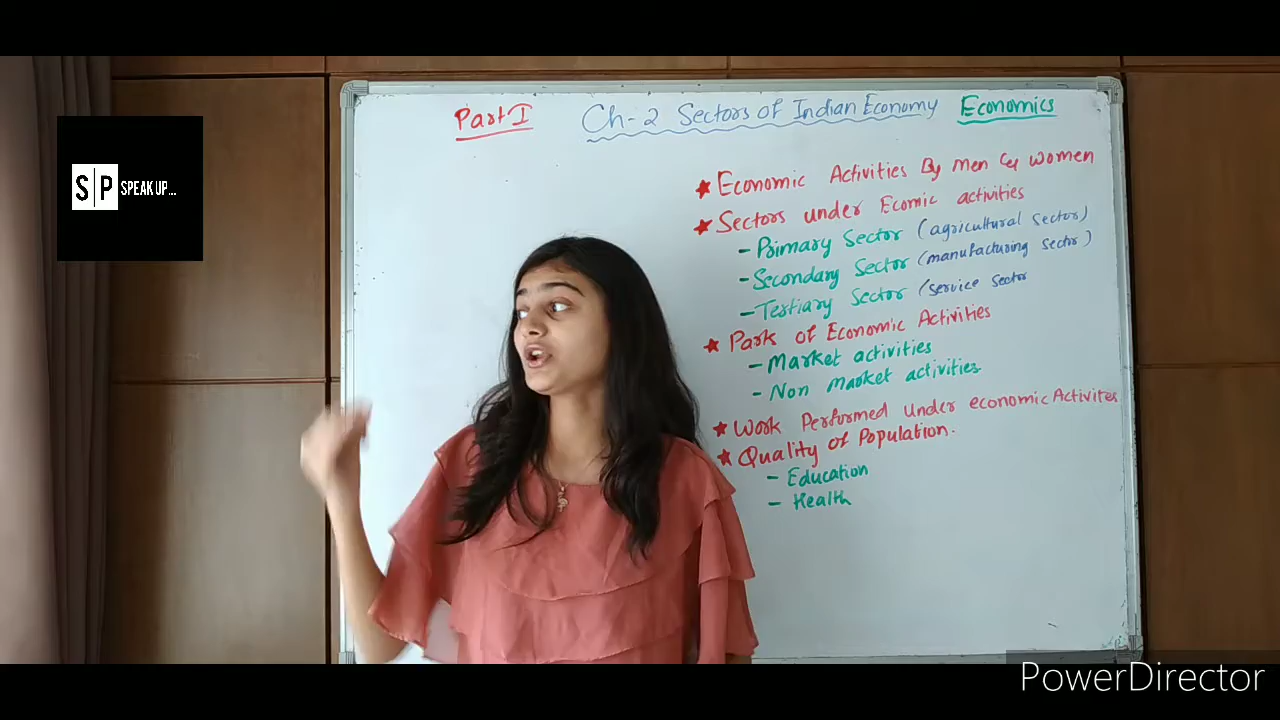 Part I Ch-2 Sectors of Indian Economy Economics
S|P SPEAK UP...
★ Economic Activities By Men & women
★ Sectors under Ecomic activities
- Primary Sector (agricultural sector)
- Secondary Sector (manufacturing sector)
- Tertiary Sector (service sector
★ Parts of Economic Activities
- Market activities
- Non Market activities
★ Work Performed under economic Activites
★ Quality of Population.
- Education
- Health
PowerDirector